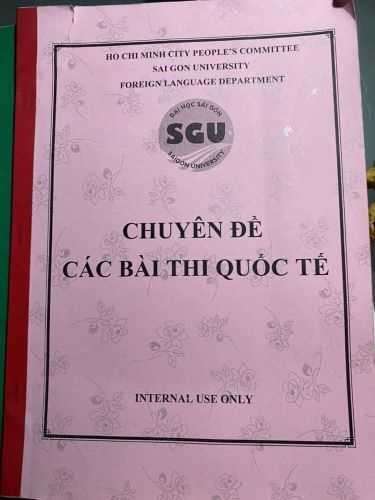 HO CHI MINH CITY PEOPLE'S COMMITTEE
SAI GON UNIVERSITY
FOREIGN LANGUAGE DEPARTMENT
ĐẠI HỌC SÀI GÒN
SGU
SAIGON UNIVERSITY
CHUYÊN ĐỀ
CÁC BÀI THI QUỐC TẾ
INTERNAL USE ONLY